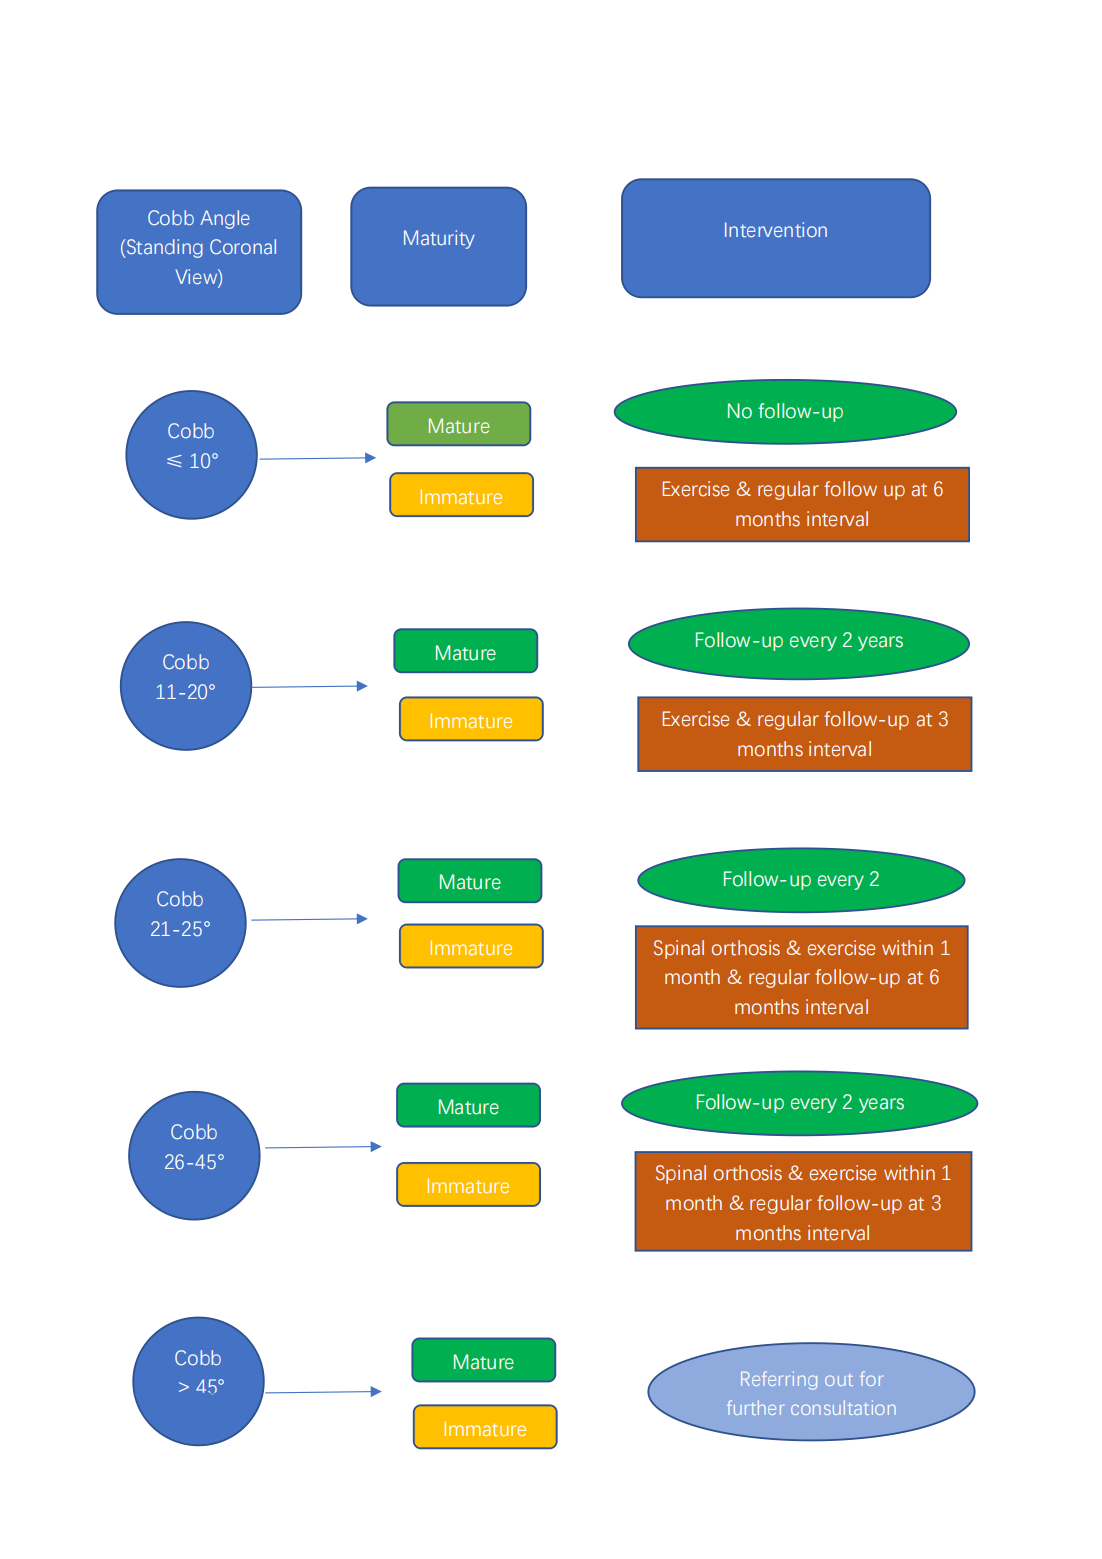 Cobb Angle
(Standing Coronal
View)
Maturity
Intervention
Cobb
≤ 10°
Mature
Immature
No follow-up
Exercise & regular follow up at 6
months interval
Cobb
11-20°
Mature
Immature
Follow-up every 2 years
Exercise & regular follow-up at 3
months interval
Cobb
21-25°
Mature
Immature
Follow-up every 2
Spinal orthosis & exercise within 1
month & regular follow-up at 6
months interval
Cobb
26-45°
Mature
Immature
Follow-up every 2 years
Spinal orthosis & exercise within 1
month & regular follow-up at 3
months interval
Cobb
> 45°
Mature
Immature
Referring out for
further consultation